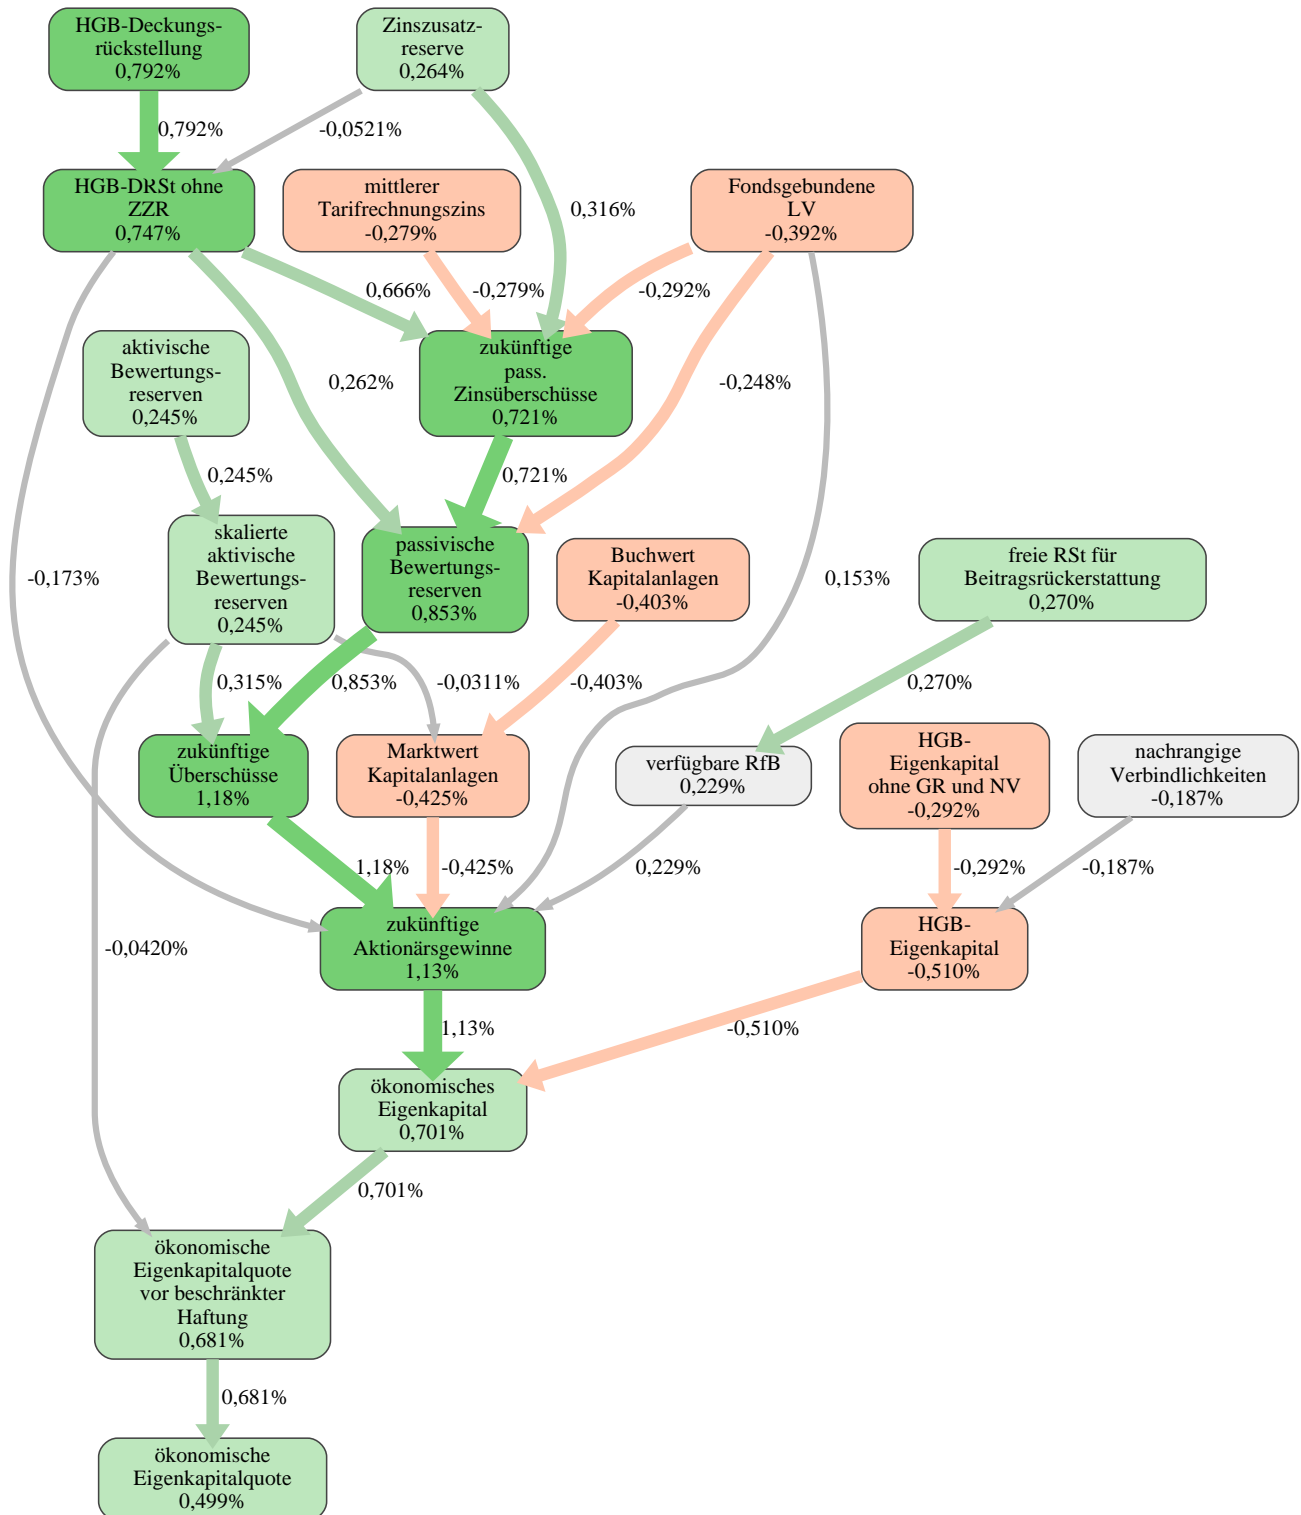 HGB-Deckungs-
rückstellung
0,792%
Zinszusatz-
reserve
0,264%
0,792%
-0,0521%
HGB-DRSt ohne
ZZR
0,747%
mittlerer
Tarifrechnungszins
-0,279%
0,316%
Fondsgebundene
LV
-0,392%
0,666%
-0,279%
-0,292%
aktivische
Bewertungs-
reserven
0,245%
0,262%
zukünftige
pass.
Zinsüberschüsse
0,721%
-0,248%
0,245%
0,721%
skalierte
aktivische
Bewertungs-
reserven
0,245%
passivische
Bewertungs-
reserven
0,853%
Buchwert
Kapitalanlagen
-0,403%
freie RSt für
Beitragsrückerstattung
0,270%
-0,173%
0,153%
0,315%
0,853%
-0,0311%
-0,403%
0,270%
zukünftige
Überschüsse
1,18%
Marktwert
Kapitalanlagen
-0,425%
verfügbare RfB
0,229%
HGB-
Eigenkapital
ohne GR und NV
-0,292%
nachrangige
Verbindlichkeiten
-0,187%
1,18%
-0,425%
0,229%
-0,292%
-0,187%
-0,0420%
zukünftige
Aktionärsgewinne
1,13%
HGB-
Eigenkapital
-0,510%
1,13%
-0,510%
ökonomisches
Eigenkapital
0,701%
0,701%
ökonomische
Eigenkapitalquote
vor beschränkter
Haftung
0,681%
0,681%
ökonomische
Eigenkapitalquote
0,499%